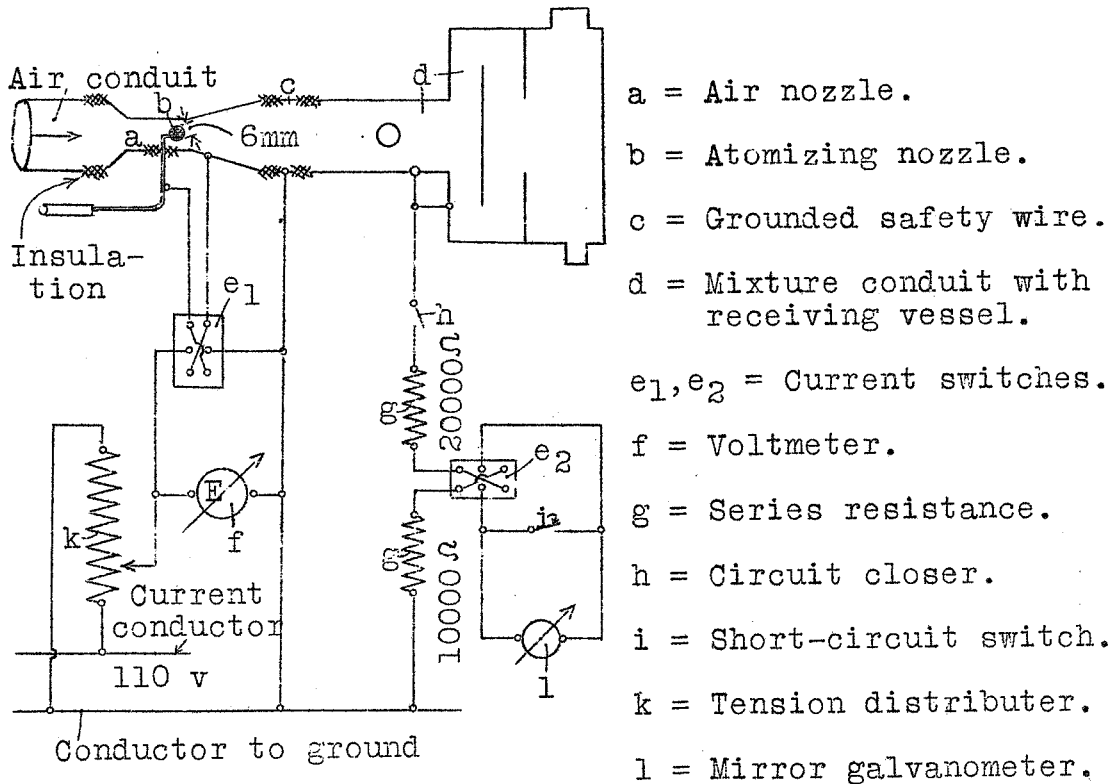 Air conduit
b
c
d
a
6mm
Insula-
tion
e1
h
g
20000Ω
e2
E
f
k
i
g
10000Ω
Current
conductor
110 v
l
Conductor to ground
a = Air nozzle.
b = Atomizing nozzle.
c = Grounded safety wire.
d = Mixture conduit with
receiving vessel.
e1,e2 = Current switches.
f = Voltmeter.
g = Series resistance.
h = Circuit closer.
i = Short-circuit switch.
k = Tension distributer.
l = Mirror galvanometer.